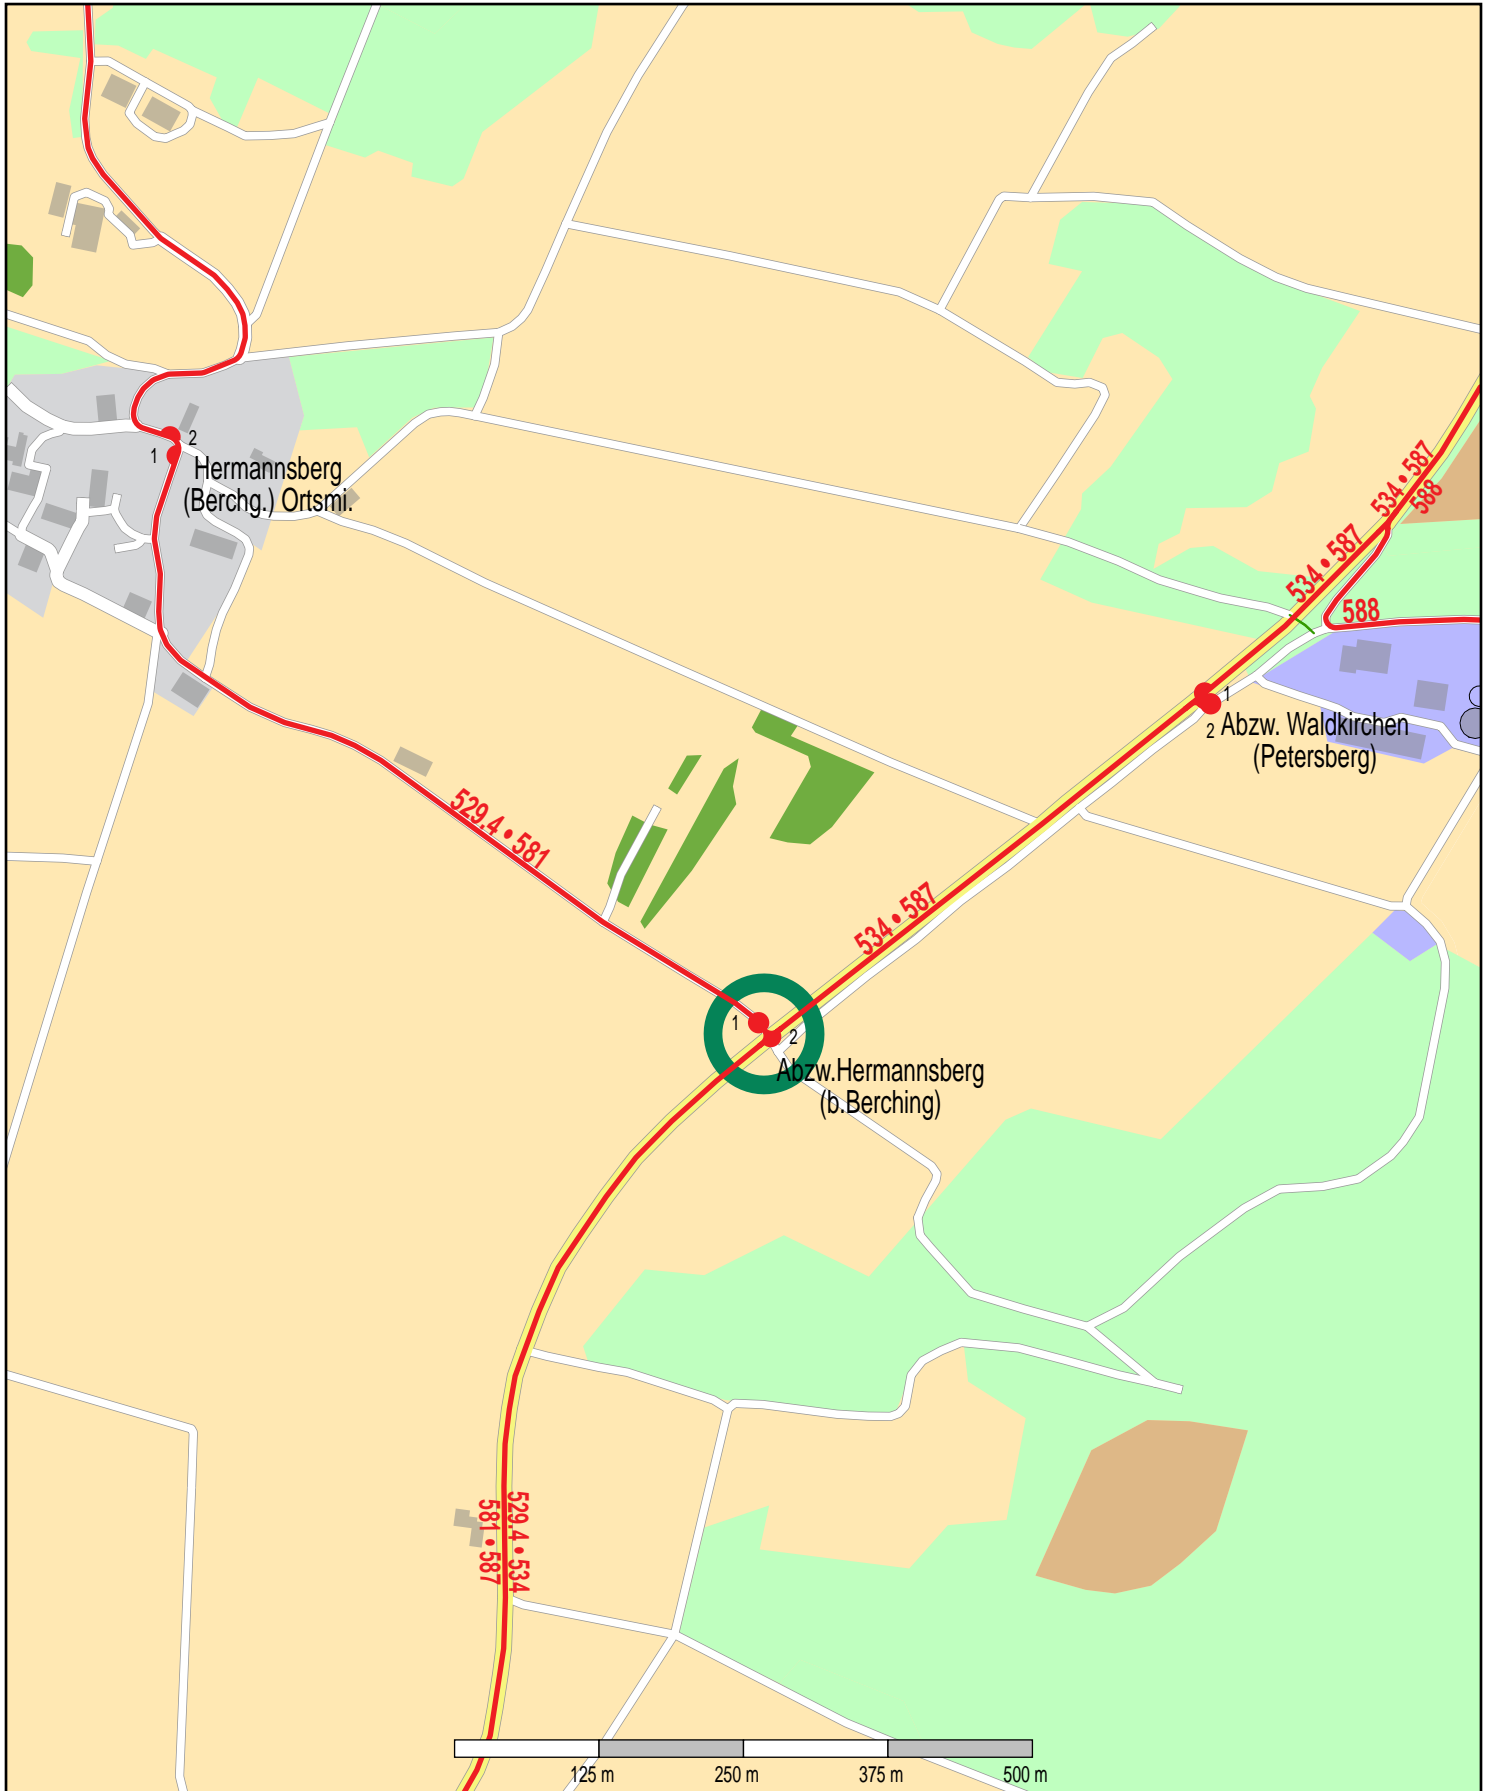 2
1
Hermannsberg
(Berchg.) Ortsmi.
534 • 587
588
534 • 587
588
1
2
Abzw. Waldkirchen
(Petersberg)
529.4 • 581
534 • 587
1
2
Abzw.Hermannsberg
(b.Berching)
529.4 • 534
581 • 587
125 m
250 m
375 m
500 m